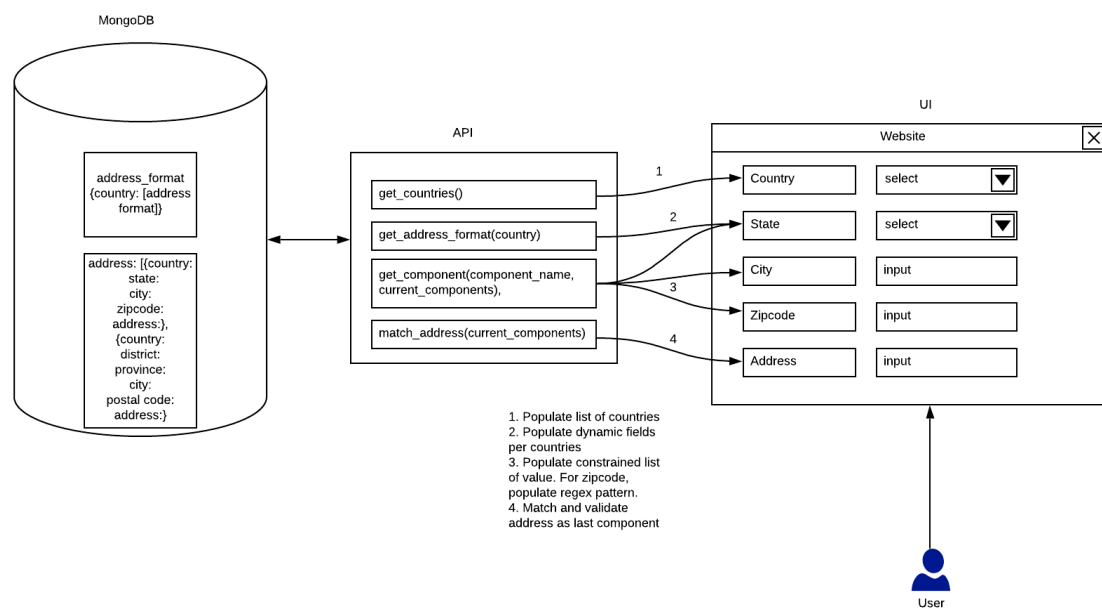 MongoDB
address_format
{country: [address
format]}
address: [{country:
state:
city:
zipcode:
address:},
{country:
district:
province:
city:
postal code:
address:}
API
get_countries()
get_address_format(country)
get_component(component_name,
current_components),
match_address(current_components)
1
2
3
4
UI
Website
Country
select
State
select
City
input
Zipcode
input
Address
input
1. Populate list of countries
2. Populate dynamic fields
per countries
3. Populate constrained list
of value. For zipcode,
populate regex pattern.
4. Match and validate
address as last component
User